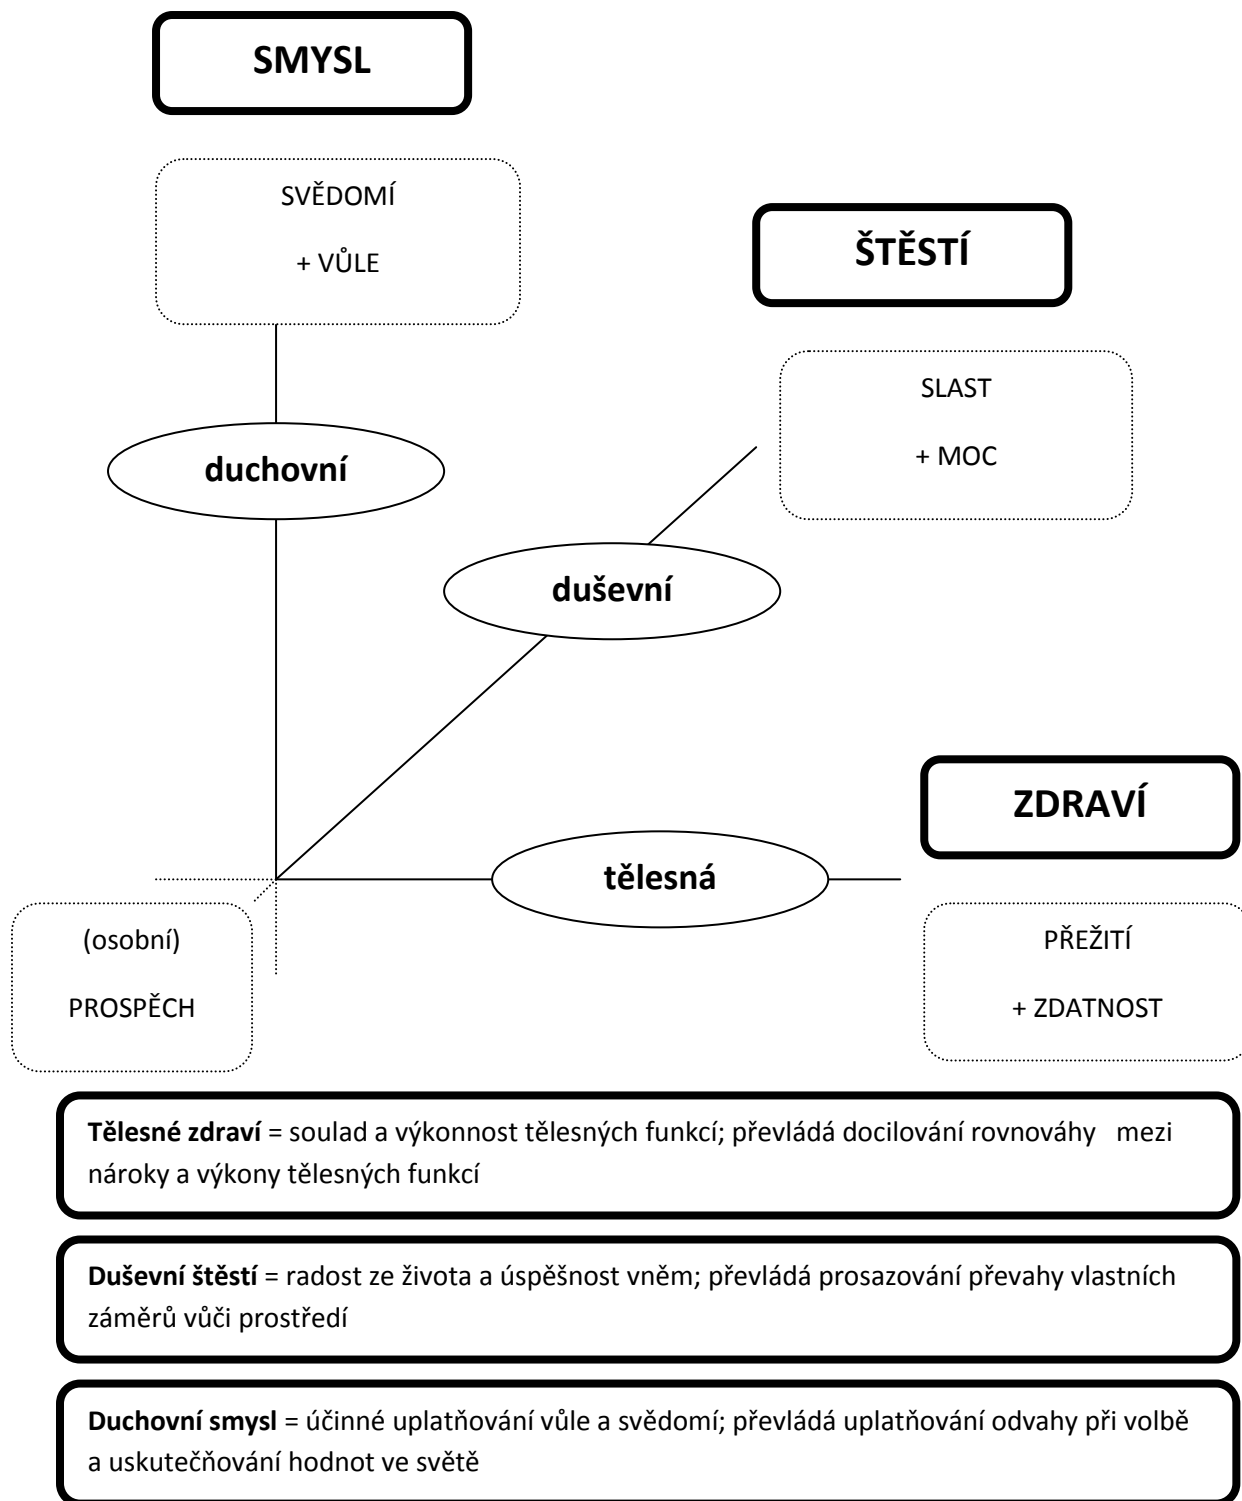 SMYSL
SVĚDOMÍ
+ VŮLE
ŠTĚSTÍ
SLAST
+ MOC
duchovní
duševní
ZDRAVÍ
tělesná
(osobní)
PROSPĚCH
PŘEŽITÍ
+ ZDATNOST
Tělesné zdraví = soulad a výkonnost tělesných funkcí; převládá docilování rovnováhy mezi
nároky a výkony tělesných funkcí
Duševní štěstí = radost ze života a úspěšnost vněm; převládá prosazování převahy vlastních
záměrů vůči prostředí
Duchovní smysl = účinné uplatňování vůle a svědomí; převládá uplatňování odvahy při volbě
a uskutečňování hodnot ve světě